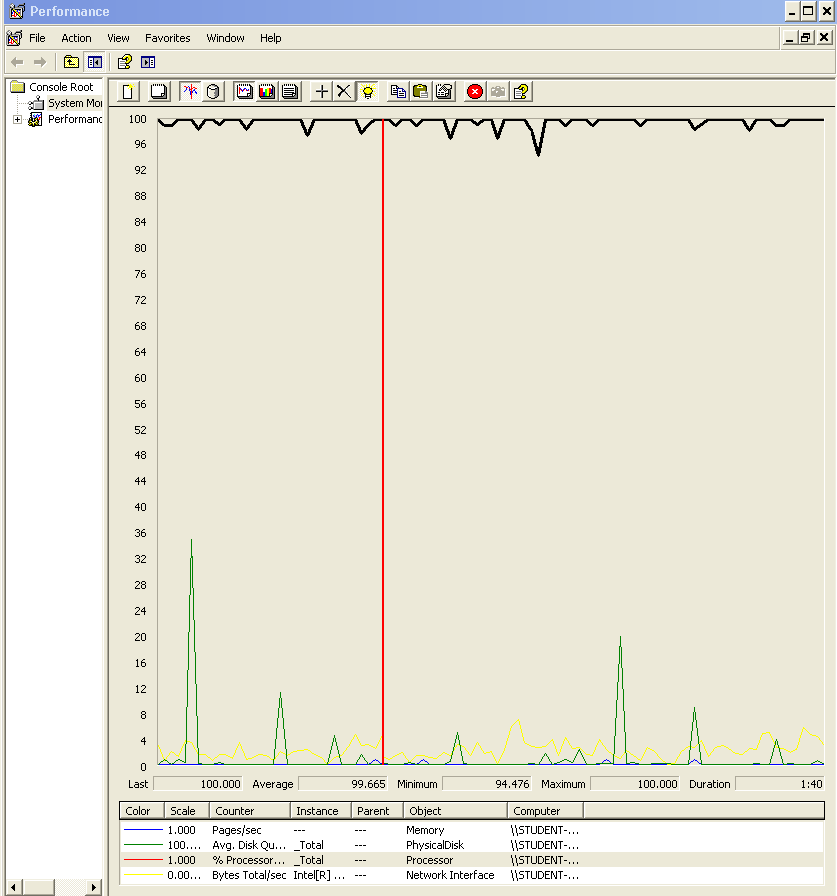 Performance
File Action View Favorites Window Help
Console Root
System Mor
Performanc
100
96
92
88
84
80
76
72
68
64
60
56
52
48
44
40
36
32
28
24
20
16
12
8
4
0
Last 100.000 Average 99.665 Minimum 94.476 Maximum 100.000 Duration 1:40
Color Scale Counter Instance Parent Object Computer
1.000 Pages/sec --- --- Memory \\STUDENT-...
100.... Avg. Disk Qu... _Total --- PhysicalDisk \\STUDENT-...
1.000 % Processor... _Total --- Processor \\STUDENT-...
0.00... Bytes Total/sec Intel[R] ... --- Network Interface \\STUDENT-...